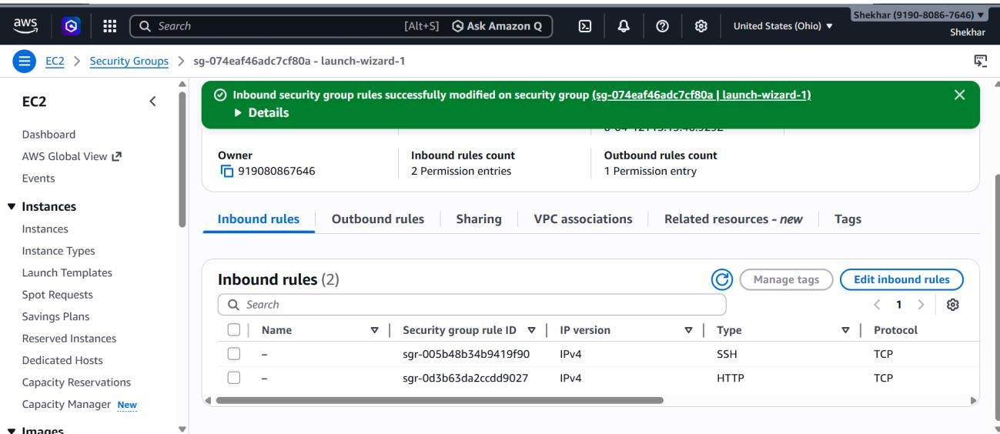 aws
Search [Alt+S] Ask Amazon Q United States (Ohio) ▼ Shekhar (9190-8086-7646) ▼
Shekhar
EC2 > Security Groups > sg-074eaf46adc7cf80a - launch-wizard-1
EC2
Dashboard
AWS Global View
Events
Instances
Instances
Instance Types
Launch Templates
Spot Requests
Savings Plans
Reserved Instances
Dedicated Hosts
Capacity Reservations
Capacity Manager New
Images
Inbound security group rules successfully modified on security group (sg-074eaf46adc7cf80a | launch-wizard-1)
Details
Owner
919080867646
Inbound rules count
2 Permission entries
Outbound rules count
1 Permission entry
Inbound rules Outbound rules Sharing VPC associations Related resources - new Tags
Inbound rules (2) Manage tags Edit inbound rules
Search 1
Name Security group rule ID IP version Type Protocol
– sgr-005b48b34b9419f90 IPv4 SSH TCP
– sgr-0d3b63da2ccdd9027 IPv4 HTTP TCP